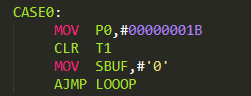 CASE0:
MOV P0,#00000001B
CLR T1
MOV SBUF,#'0'
AJMP LOOOP